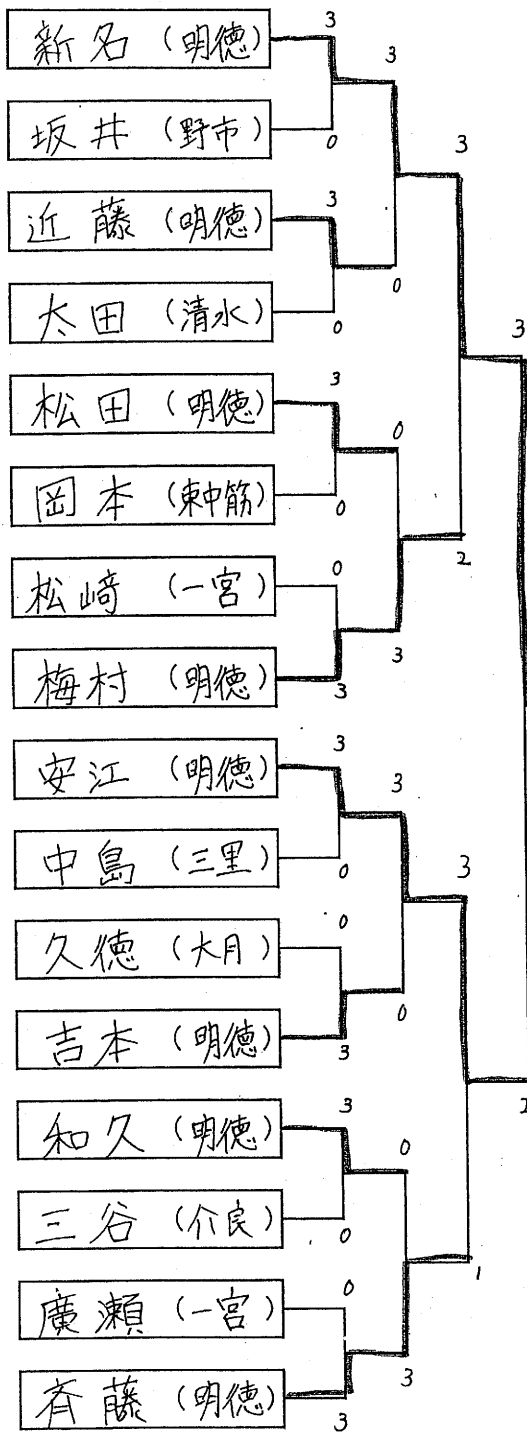 3
新名 (明徳)
3
坂井 (野市)
0
3
3
近藤 (明徳)
太田 (清水)
0
0
3
3
松田 (明徳)
0
岡本 (東中筋)
0
0
2
松﨑 (一宮)
梅村 (明徳)
3
3
3
安江 (明徳)
3
中島 (三里)
0
3
0
久徳 (大月)
0
吉本 (明徳)
3
3
和久 (明徳)
0
三谷 (介良)
0
0
1
廣瀬 (一宮)
3
斉藤 (明徳)
3